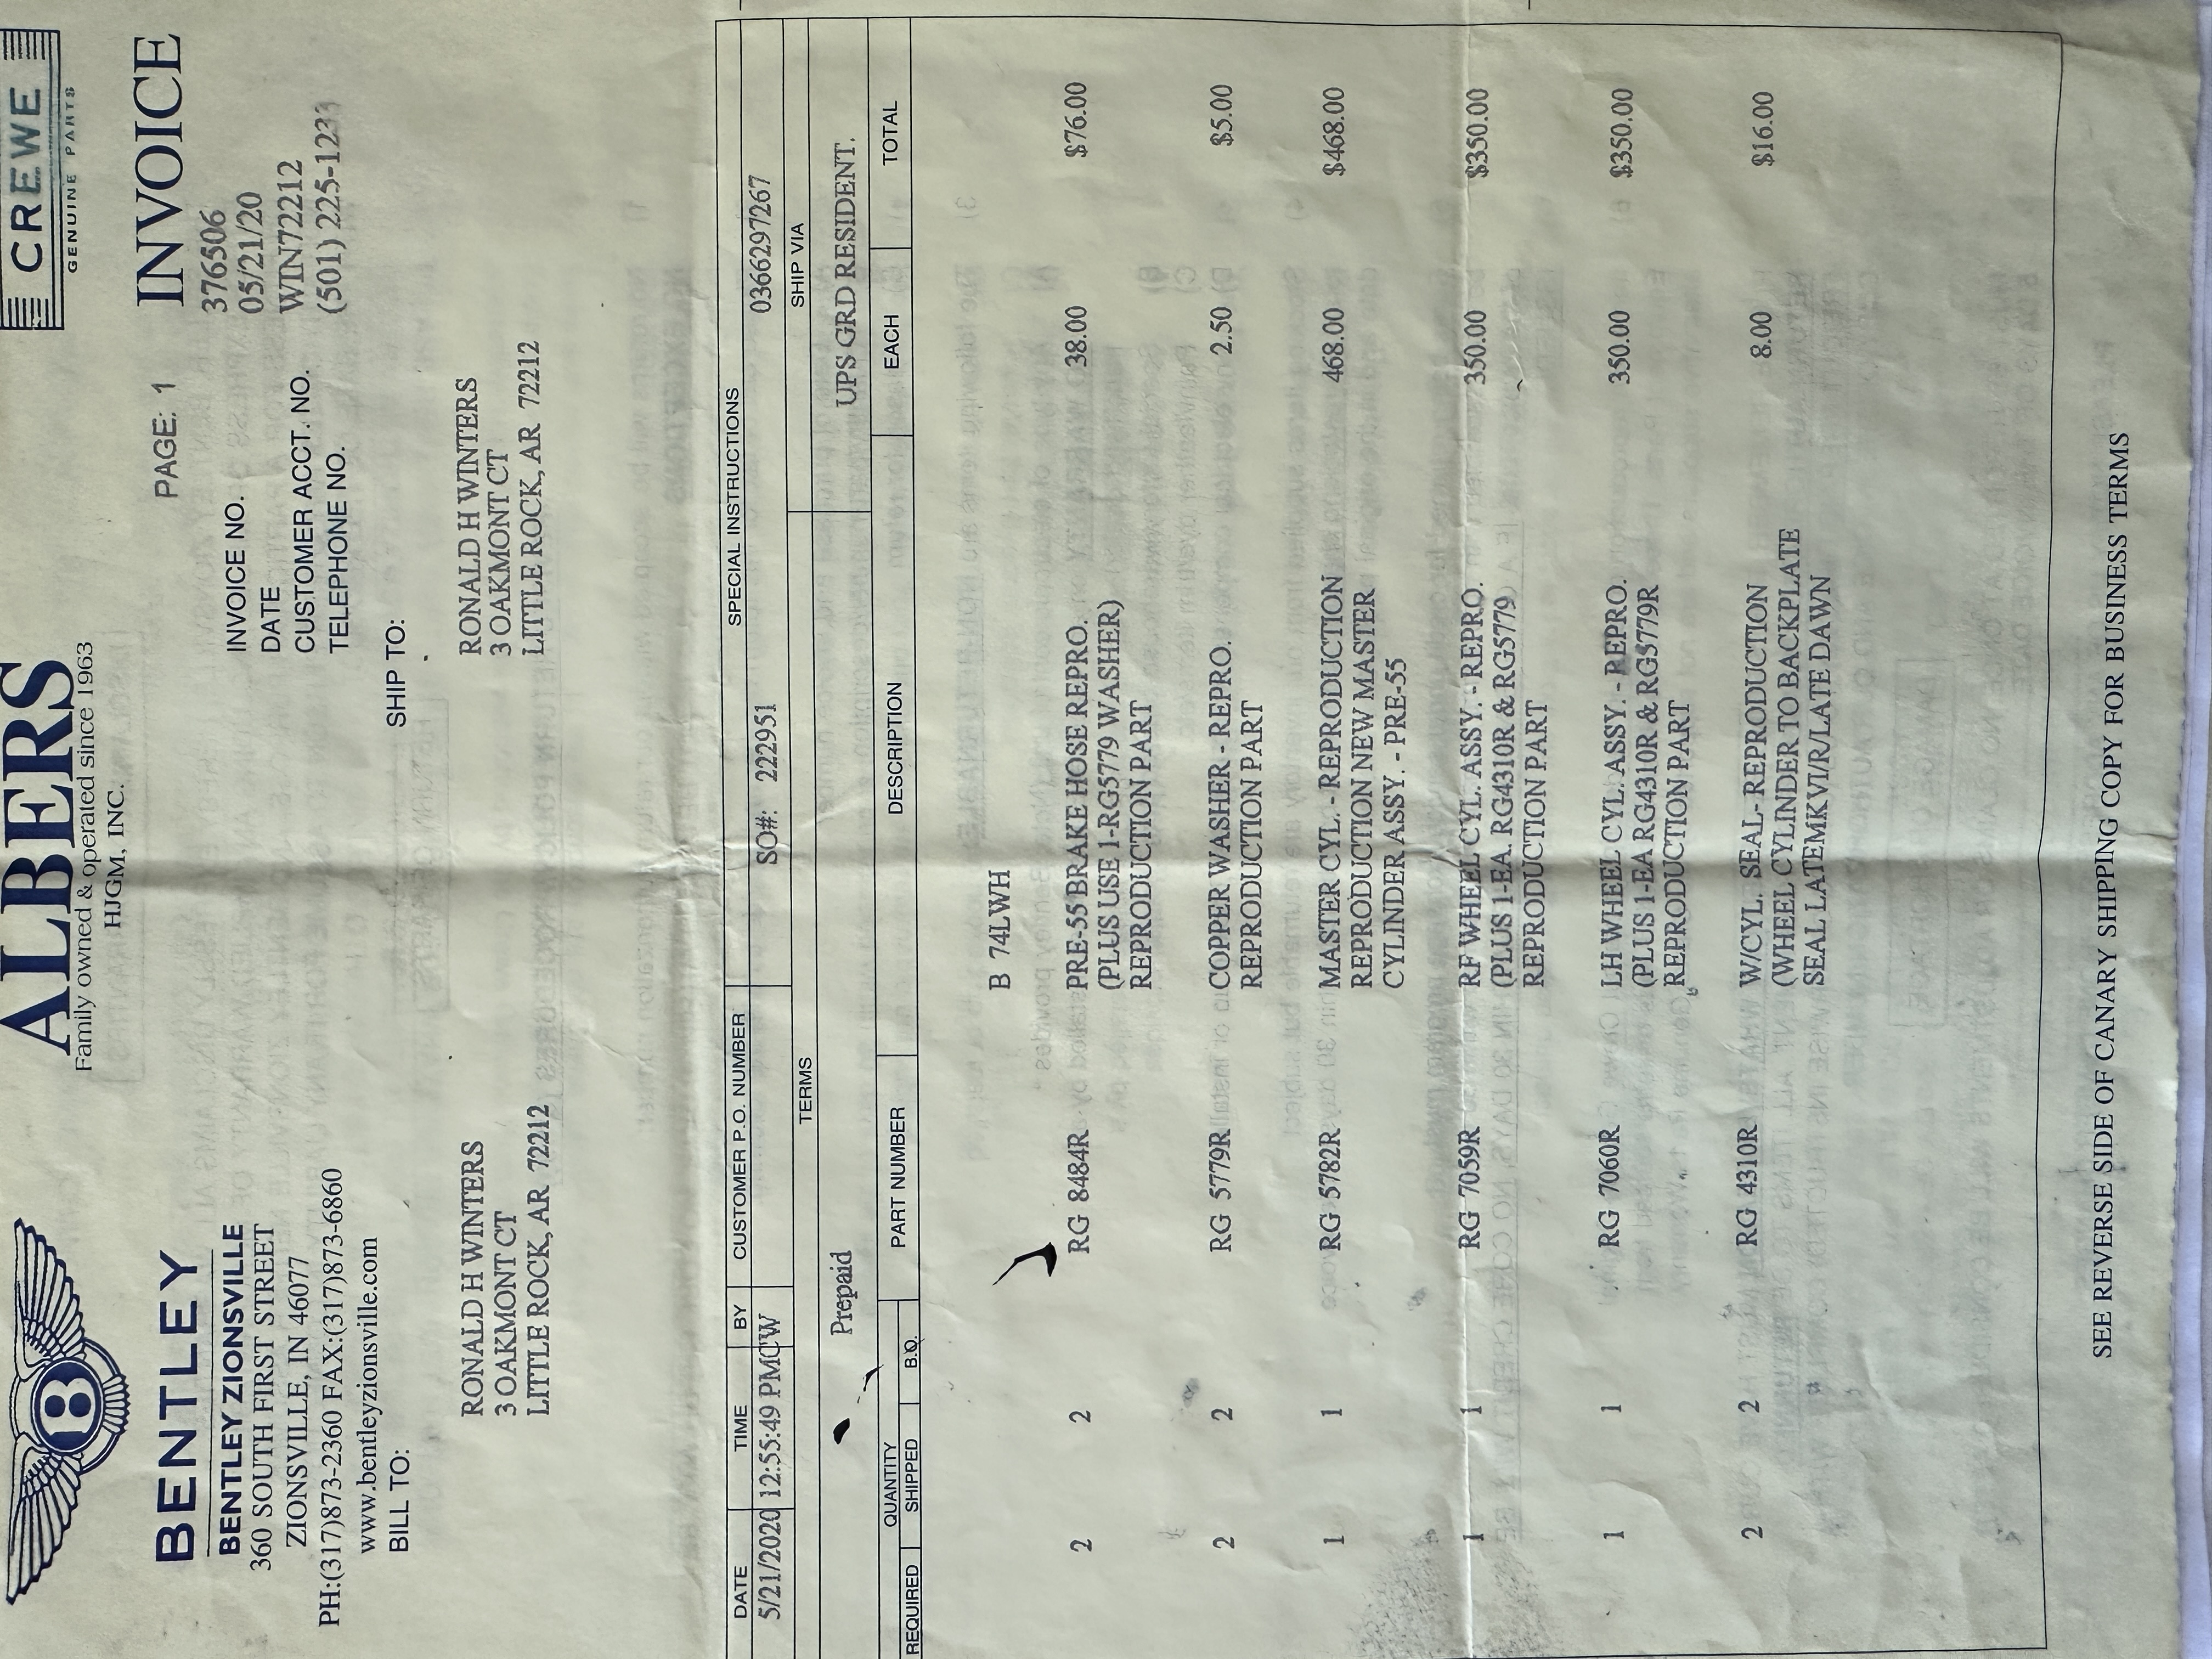 B
BENTLEY
BENTLEY ZIONSVILLE
360 SOUTH FIRST STREET
ZIONSVILLE, IN 46077
PH:(317)873-2360 FAX:(317)873-6860
www.bentleyzionsville.com
ALBERS
Family owned & operated since 1963
HJGM, INC.
CREWE
GENUINE PARTS
PAGE: 1 INVOICE
INVOICE NO. 376506
DATE 05/21/20
CUSTOMER ACCT. NO. WIN72212
TELEPHONE NO. (501) 225-1233
BILL TO:
RONALD H WINTERS
3 OAKMONT CT
LITTLE ROCK, AR 72212
SHIP TO:
RONALD H WINTERS
3 OAKMONT CT
LITTLE ROCK, AR 72212
DATE TIME BY CUSTOMER P.O. NUMBER SPECIAL INSTRUCTIONS
5/21/2020 12:55:49 PM CW SO#: 222951 03662297267
TERMS SHIP VIA
Prepaid UPS GRD RESIDENT.
QUANTITY PART NUMBER DESCRIPTION EACH TOTAL
REQUIRED SHIPPED B.O.
B 74LWH
2 2 RG 8484R PRE-55 BRAKE HOSE REPRO. 38.00 $76.00
(PLUS USE 1-RG5779 WASHER)
REPRODUCTION PART
2 2 RG 5779R COPPER WASHER - REPRO. 2.50 $5.00
REPRODUCTION PART
1 1 RG 5782R MASTER CYL. - REPRODUCTION 468.00 $468.00
REPRODUCTION NEW MASTER
CYLINDER ASSY. - PRE-55
1 1 RG 7059R RF WHEEL CYL. ASSY. - REPRO. 350.00 $350.00
(PLUS 1-EA. RG4310R & RG5779
REPRODUCTION PART
1 1 RG 7060R LH WHEEL CYL. ASSY. - REPRO. 350.00 $350.00
(PLUS 1-EA RG4310R & RG5779R
REPRODUCTION PART
2 2 RG 4310R W/CYL. SEAL- REPRODUCTION 8.00 $16.00
(WHEEL CYLINDER TO BACKPLATE
SEAL LATEMKVI/R/LATE DAWN
SEE REVERSE SIDE OF CANARY SHIPPING COPY FOR BUSINESS TERMS